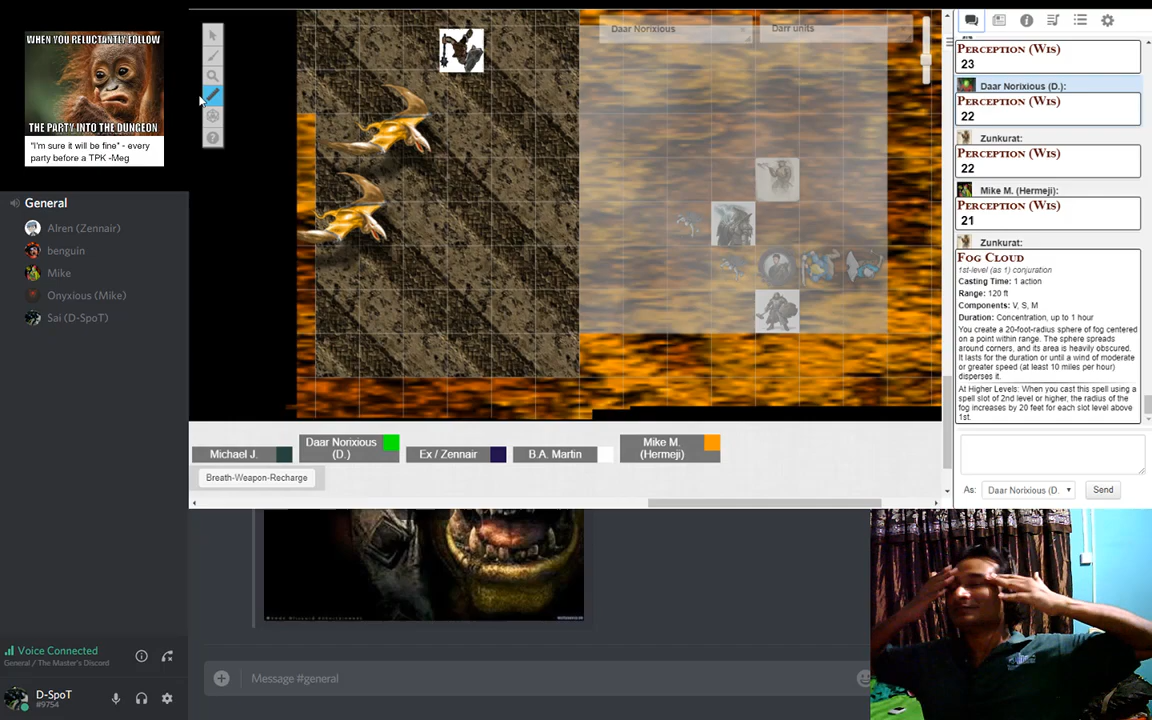 WHEN YOU RELUCTANTLY FOLLOW
THE PARTY INTO THE DUNGEON
"I'm sure it will be fine" - every
party before a TPK -Meg
General
Alren (Zennair)
benguin
Mike
Onyxious (Mike)
Sai (D-SpoT)
Voice Connected
General / The Master's Discord
D-SpoT
#9754
Daar Norixious
Darr units
Michael J.
Daar Norixious
(D.)
Ex / Zennair
B.A. Martin
Mike M.
(Hermeji)
Breath-Weapon-Recharge
Message #general
Perception (Wis)
23
Daar Norixious (D.):
Perception (Wis)
22
Zunkurat:
Perception (Wis)
22
Mike M. (Hermeji):
Perception (Wis)
21
Zunkurat:
Fog Cloud
1st-level (as 1) conjuration
Casting Time: 1 action
Range: 120 ft
Components: V, S, M
Duration: Concentration, up to 1 hour
You create a 20-foot-radius sphere of fog centered
on a point within range. The sphere spreads
around corners, and its area is heavily obscured.
It lasts for the duration or until a wind of moderate
or greater speed (at least 10 miles per hour)
disperses it.
At Higher Levels: When you cast this spell using a
spell slot of 2nd level or higher, the radius of the
fog increases by 20 feet for each slot level above
1st.
As:
Daar Norixious (D.
Send